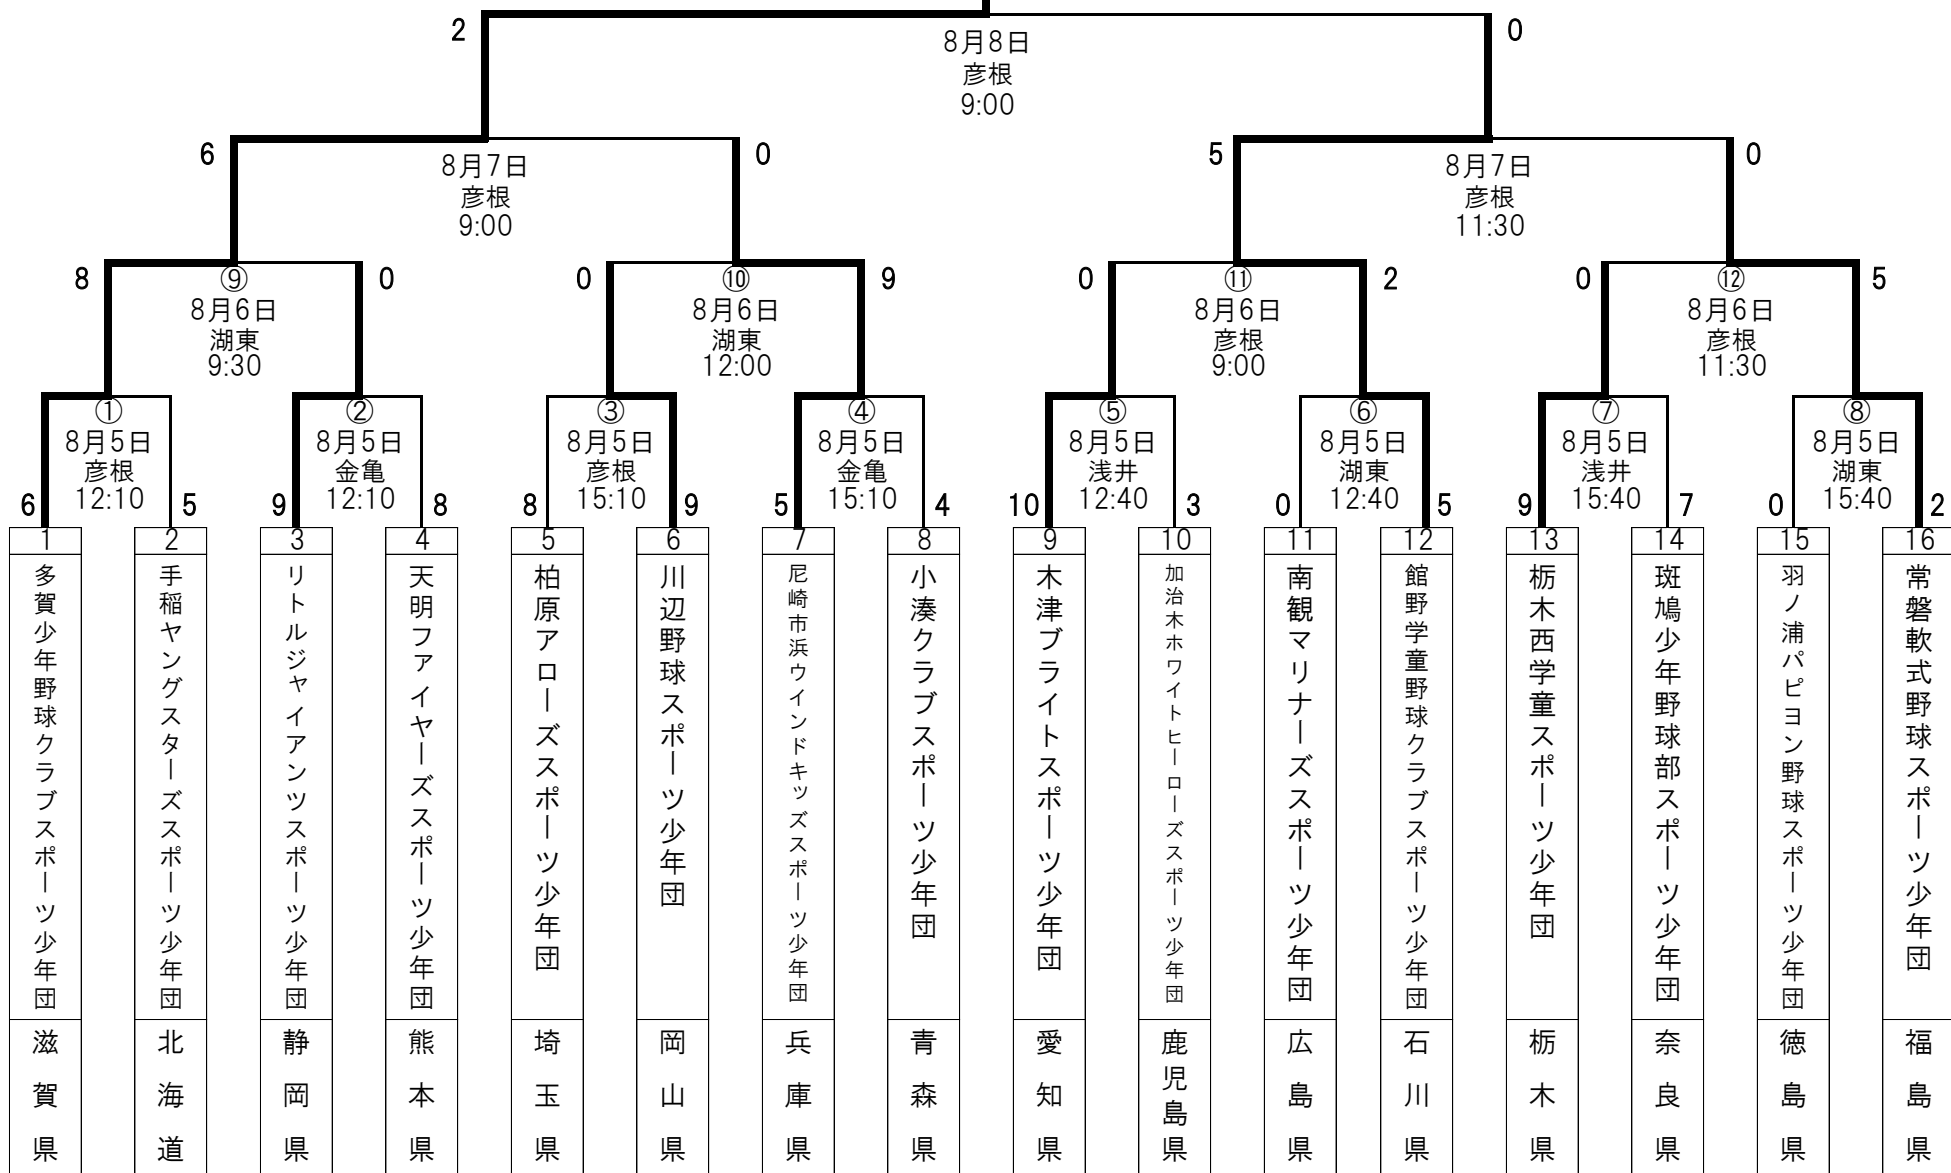 2
0
8月8日
彦根
9:00
6
0
5
0
8月7日
彦根
9:00
8月7日
彦根
11:30
8
0
0
9
0
2
0
5
⑨
8月6日
湖東
9:30
⑩
8月6日
湖東
12:00
⑪
8月6日
彦根
9:00
⑫
8月6日
彦根
11:30
①
8月5日
彦根
12:10
②
8月5日
金亀
12:10
③
8月5日
彦根
15:10
④
8月5日
金亀
15:10
⑤
8月5日
浅井
12:40
⑥
8月5日
湖東
12:40
⑦
8月5日
浅井
15:40
⑧
8月5日
湖東
15:40
6
5
9
8
8
9
5
4
10
3
0
5
9
7
0
2
1
多賀少年野球クラブスポーツ少年団
滋賀県
2
手稲ヤングスターズスポーツ少年団
北海道
3
リトルジャイアンツスポーツ少年団
静岡県
4
天明ファイヤーズスポーツ少年団
熊本県
5
柏原アローズスポーツ少年団
埼玉県
6
川辺野球スポーツ少年団
岡山県
7
尼崎市浜ウインドキッズスポーツ少年団
兵庫県
8
小湊クラブスポーツ少年団
青森県
9
木津ブライトスポーツ少年団
愛知県
10
加治木ホワイトヒーローズスポーツ少年団
鹿児島県
11
南観マリナーズスポーツ少年団
広島県
12
館野学童野球クラブスポーツ少年団
石川県
13
栃木西学童スポーツ少年団
栃木県
14
斑鳩少年野球部スポーツ少年団
奈良県
15
羽ノ浦パピヨン野球スポーツ少年団
徳島県
16
常磐軟式野球スポーツ少年団
福島県